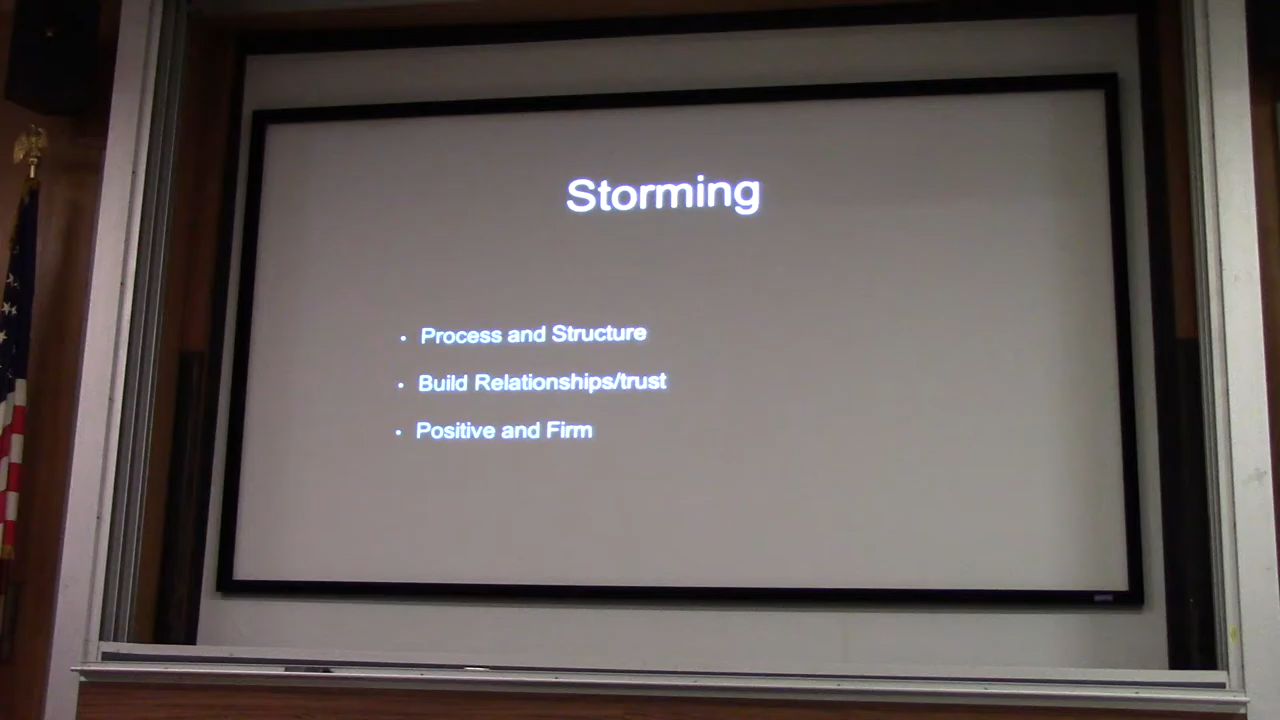 Storming
• Process and Structure
• Build Relationships/trust
• Positive and Firm